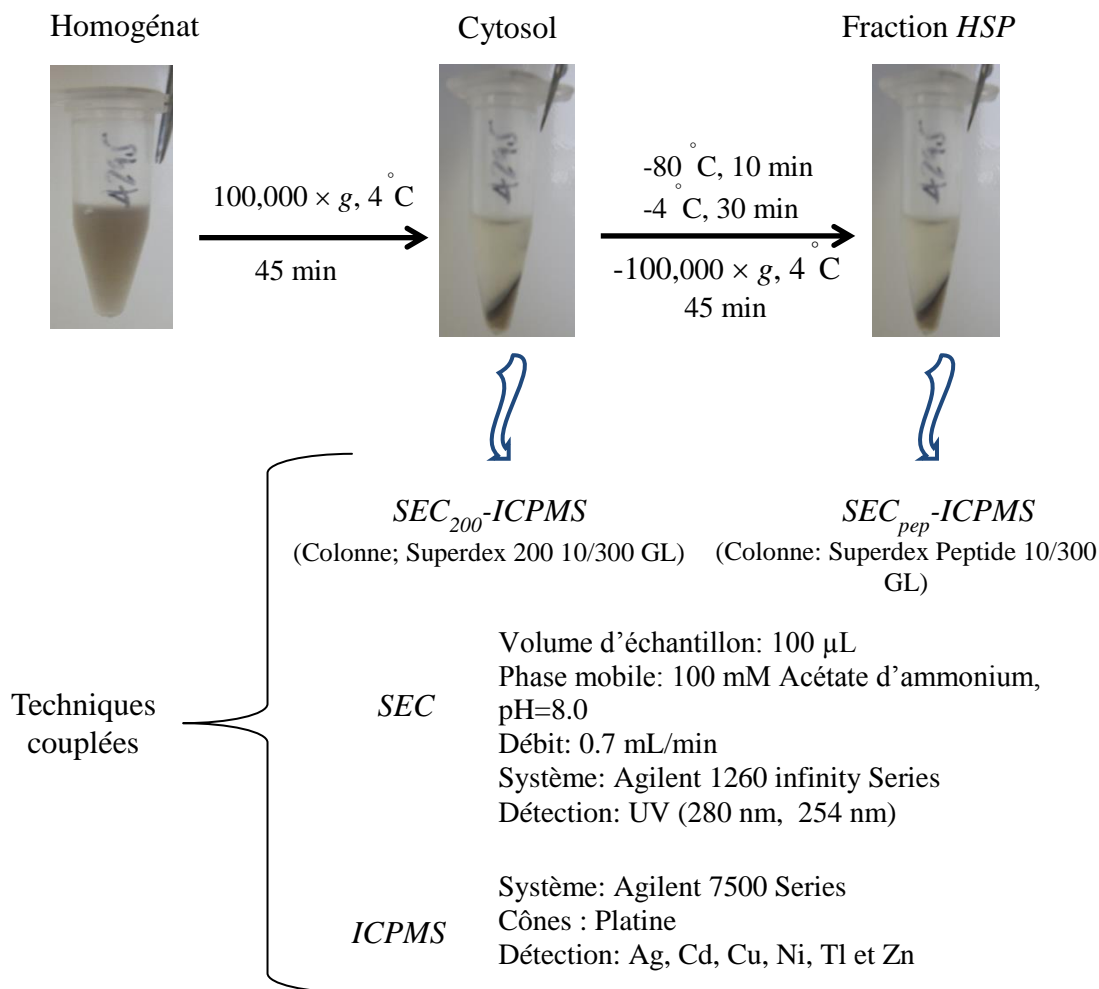 Homogénat
Cytosol
Fraction HSP
A295
A295
A295
100,000 × g, 4 °C
45 min
-80 °C, 10 min
-4 °C, 30 min
-100,000 × g, 4 °C
45 min
SEC200-ICPMS
(Colonne; Superdex 200 10/300 GL)
SECpep-ICPMS
(Colonne: Superdex Peptide 10/300
GL)
Techniques
couplées
SEC
Volume d’échantillon: 100 µL
Phase mobile: 100 mM Acétate d’ammonium,
pH=8.0
Débit: 0.7 mL/min
Système: Agilent 1260 infinity Series
Détection: UV (280 nm, 254 nm)
ICPMS
Système: Agilent 7500 Series
Cônes : Platine
Détection: Ag, Cd, Cu, Ni, Tl et Zn